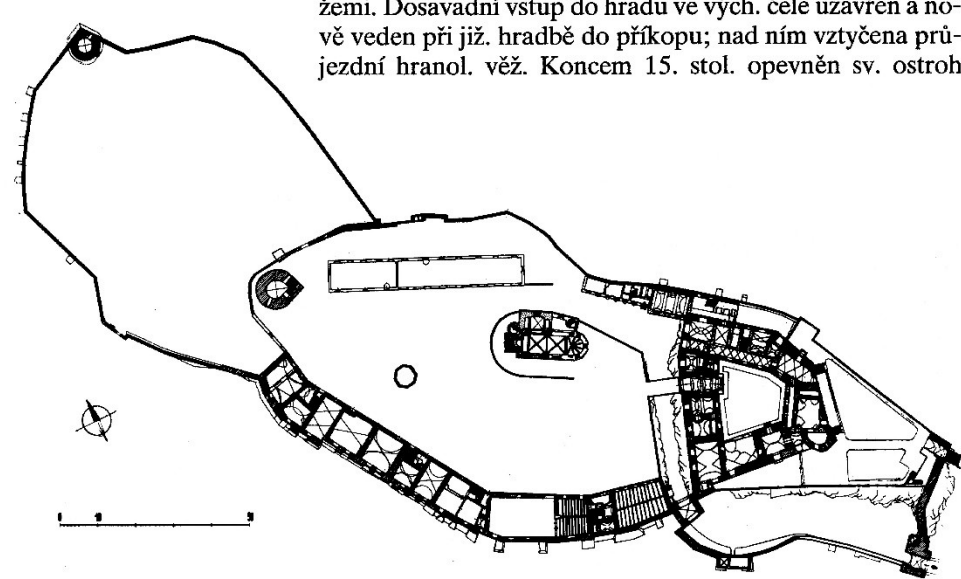 žemi. Dosavadní vstup do hradu ve vých. čele uzavřen a no-
vě veden při již. hradbě do příkopu; nad ním vztyčena prů-
jezdní hranol. věž. Koncem 15. stol. opevněn sv. ostroh